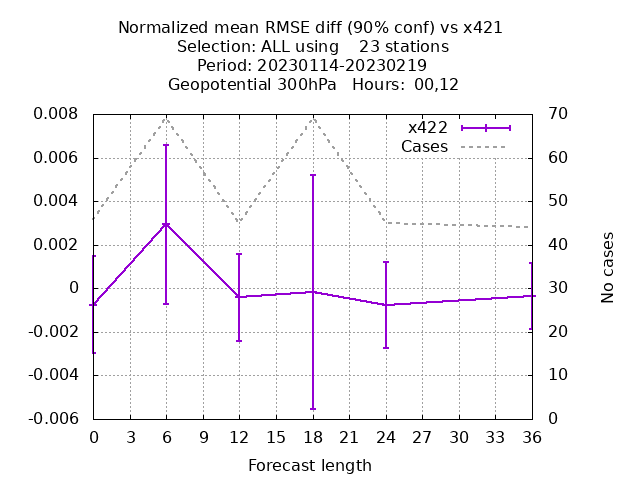 Normalized mean RMSE diff (90% conf) vs x421
Selection: ALL using    23 stations
Period: 20230114-20230219
Geopotential 300hPa   Hours:  00,12
0.008
0.006
0.004
0.002
0
-0.002
-0.004
-0.006
70
60
50
40
30
20
10
0
x422
Cases
No cases
0 3 6 9 12 15 18 21 24 27 30 33 36
Forecast length